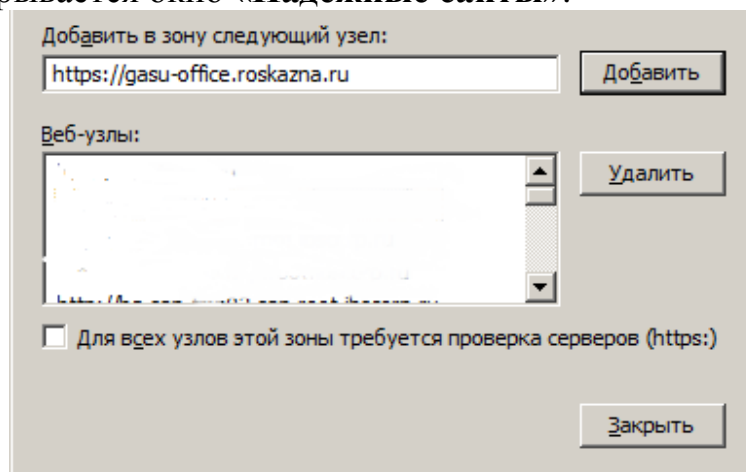 Добавить в зону следующий узел:
https://gasu-office.roskazna.ru
Добавить
Веб-узлы:
Удалить
Для всех узлов этой зоны требуется проверка серверов (https:)
Закрыть